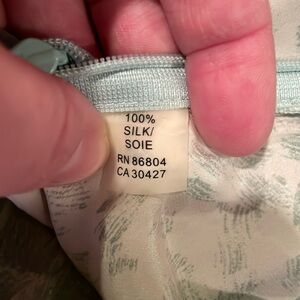 100%
SILK/
SOIE
RN 86804
CA 30427